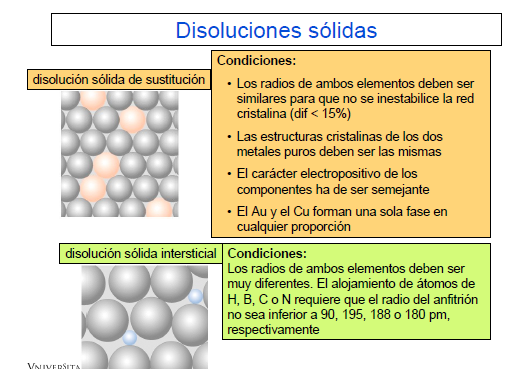 Disoluciones sólidas
disolución sólida de sustitución
Condiciones:
• Los radios de ambos elementos deben ser
similares para que no se inestabilice la red
cristalina (dif < 15%)
• Las estructuras cristalinas de los dos
metales puros deben ser las mismas
• El carácter electropositivo de los
componentes ha de ser semejante
• El Au y el Cu forman una sola fase en
cualquier proporción
disolución sólida intersticial
Condiciones:
Los radios de ambos elementos deben ser
muy diferentes. El alojamiento de átomos de
H, B, C o N requiere que el radio del anfitrión
no sea inferior a 90, 195, 188 o 180 pm,
respectivamente